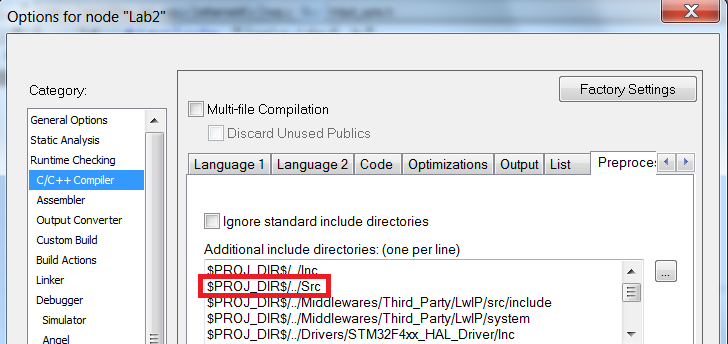 Options for node "Lab2"
Category:
Factory Settings
General Options
Static Analysis
Runtime Checking
C/C++ Compiler
Assembler
Output Converter
Custom Build
Build Actions
Linker
Debugger
Simulator
Angel
Multi-file Compilation
Discard Unused Publics
Language 1 Language 2 Code Optimizations Output List Preproces
Ignore standard include directories
Additional include directories: (one per line)
$PROJ_DIR$/../Inc
$PROJ_DIR$/../Src
$PROJ_DIR$/../Middlewares/Third_Party/LwIP/src/include
$PROJ_DIR$/../Middlewares/Third_Party/LwIP/system
$PROJ_DIR$/../Drivers/STM32F4xx_HAL_Driver/Inc
...